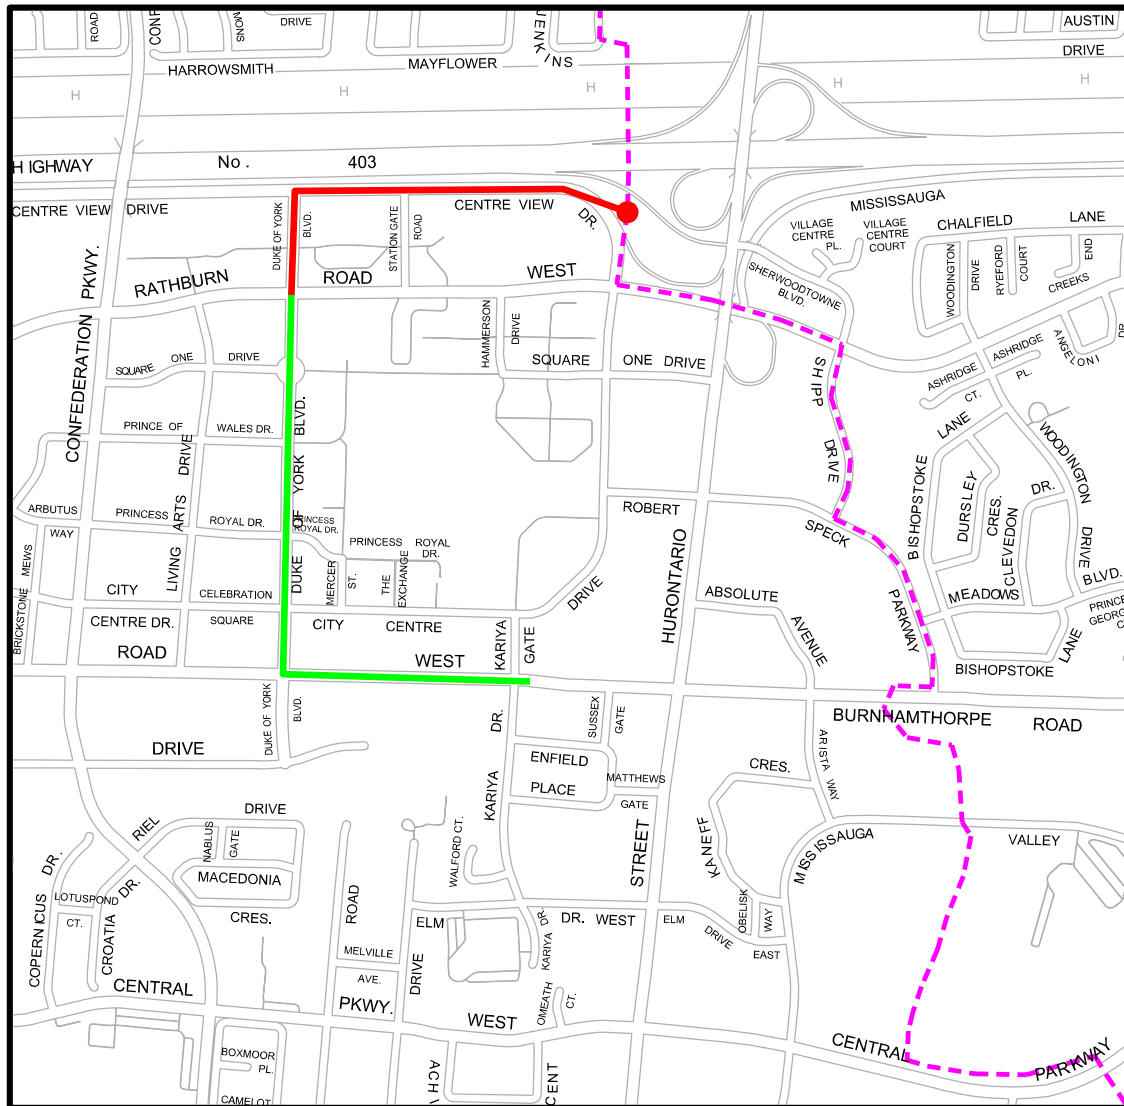 ROAD
CONF
MONS
DRIVE
JENKINS
AUSTIN
DRIVE
HARROWSMITH
MAYFLOWER
H
H
H
H
H
HIGHWAY No. 403
CENTRE VIEW DRIVE
DUKE OF YORK
BLVD.
STATION GATE
ROAD
CENTRE VIEW
DR.
MISSISSAUGA
VILLAGE
CENTRE
PL.
VILLAGE
CENTRE
COURT
CHALFIELD
LANE
WOODINGTON
DRIVE
RYEFORD
COURT
END
CREEKS
CONFEDERATION PKWY.
RATHBURN
ROAD
WEST
SHERWOODTOWNE
BLVD.
HAMMERSON
DRIVE
SQUARE ONE DRIVE
SQUARE ONE DRIVE
SHIPP
DRIVE
ASHRIDGE
PL.
ANGELONI
DR.
ASHRIDGE
CT.
LANE
BISHOPSTOKE
WOODINGTON
DRIVE
PRINCE OF WALES DR.
DUKE OF YORK BLVD.
LIVING ARTS DRIVE
ARBUTUS
WAY
PRINCESS ROYAL DR.
PRINCESS
ROYAL DR.
PRINCESS ROYAL
DR.
MERCER
ST.
THE
EXCHANGE
ROBERT
SPECK
PARKWAY
HURONTARIO
STREET
DURSLEY
CRES.
CLEVEDON
DR.
BRICKSTONE MEWS
CITY
CENTRE DR.
CELEBRATION
SQUARE
CITY CENTRE
DRIVE
ABSOLUTE
AVENUE
MEADOWS
BLVD.
PRINCE
GEORGE
LANE
BISHOPSTOKE
ROAD
WEST
KARIYA
GATE
DUKE OF YORK
BLVD.
SUSSEX
GATE
BURNHAMTHORPE ROAD
DRIVE
KARIYA DR.
ENFIELD
PLACE
MATTHEWS
GATE
CRES.
KANEFF
ARISTA WAY
RIEL
DRIVE
NABLUS
GATE
MACEDONIA
CRES.
WALFORD CT.
MISSISSAUGA
VALLEY
COPERNICUS DR.
LOTUSPOND
CT.
CROATIA
DR.
ROAD
ELM
DR. WEST
KARIYA DR.
ELM
DRIVE
EAST
OBELISK
WAY
MELVILLE
AVE.
DRIVE
CENTRAL
PKWY.
WEST
OMEATH
CT.
CENTRAL
PARKWAY
BOXMOOR
PL.
CAMELOT
ACH
CENT